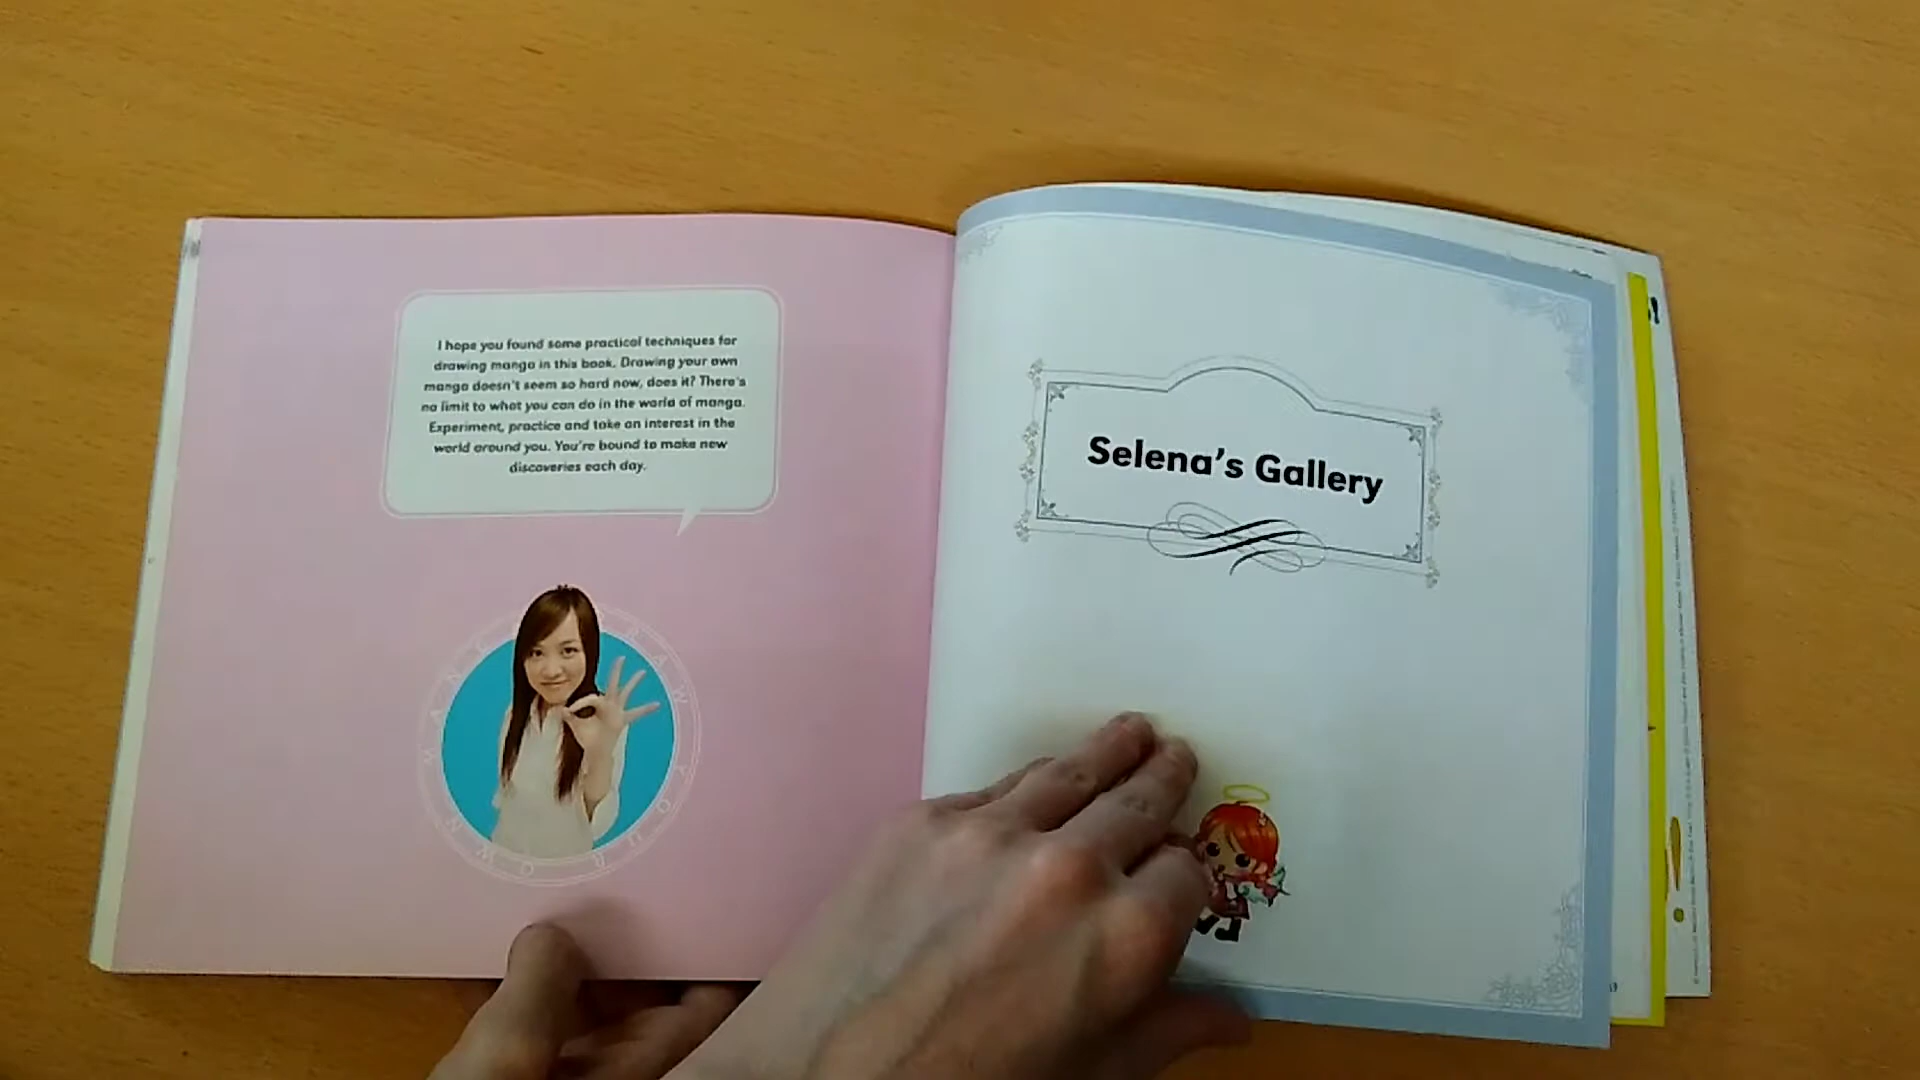 I hope you found some practical techniques for
drawing manga in this book. Drawing your own
manga doesn't seem so hard now, does it? There's
no limit to what you can do in the world of manga.
Experiment, practice and take an interest in the
world around you. You're bound to make new
discoveries each day.
Selena's Gallery